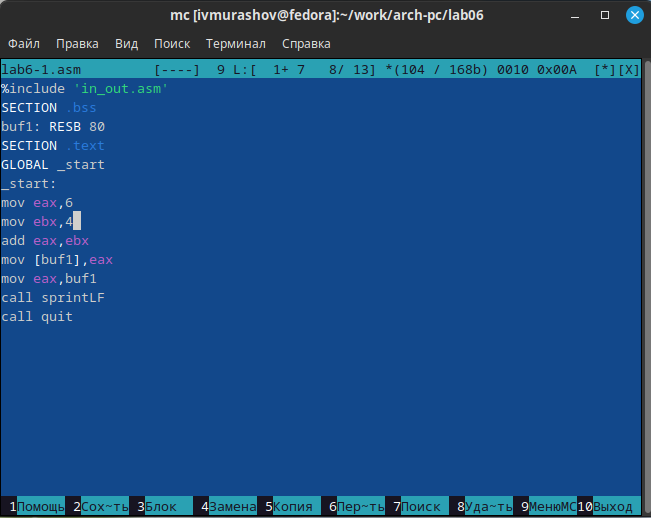 mc [ivmurashov@fedora]:~/work/arch-pc/lab06
Файл Правка Вид Поиск Терминал Справка
lab6-1.asm [----] 9 L:[ 1+ 7 8/ 13] *(104 / 168b) 0010 0x00A [*][X]
%include 'in_out.asm'
SECTION .bss
buf1: RESB 80
SECTION .text
GLOBAL _start
_start:
mov eax,6
mov ebx,4
add eax,ebx
mov [buf1],eax
mov eax,buf1
call sprintLF
call quit
1Помощь 2Сох~ть 3Блок 4Замена 5Копия 6Пер~ть 7Поиск 8Уда~ть 9МенюMC 10Выход